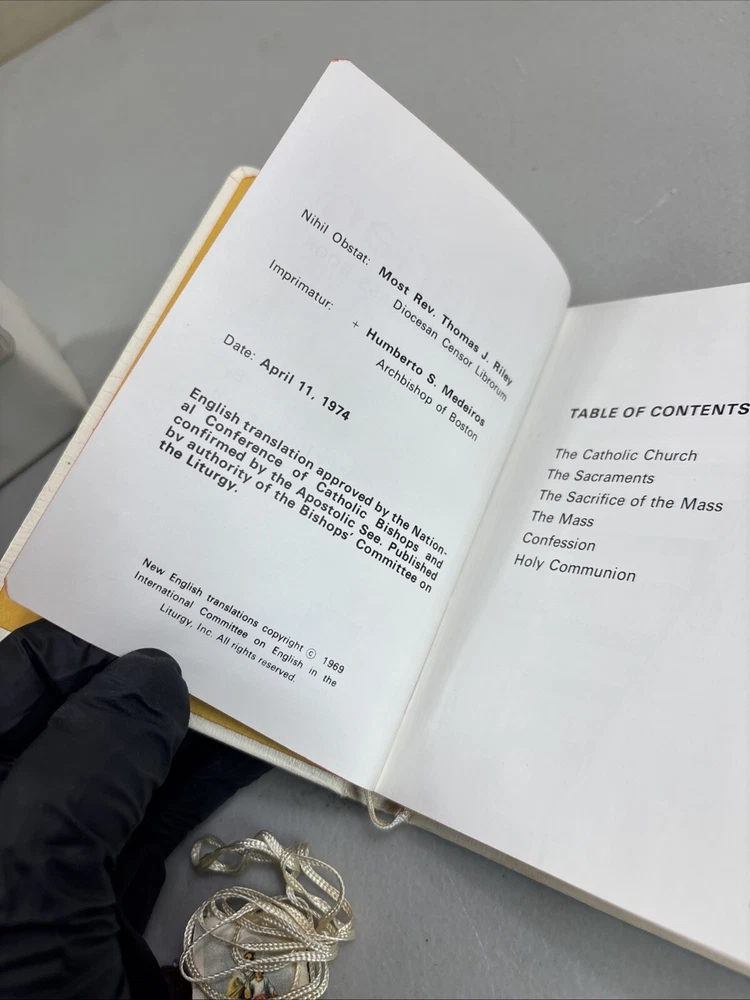 Nihil Obstat: Most Rev. Thomas J. Riley
Diocesan Censor Librorum
Imprimatur: + Humberto S. Medeiros
Archbishop of Boston
Date: April 11, 1974
English translation approved by the Nation-
al Conference of Catholic Bishops and
confirmed by the Apostolic See. Published
by authority of the Bishops' Committee on
the Liturgy.
New English translations copyright © 1969
International Committee on English in the
Liturgy, Inc. All rights reserved.
TABLE OF CONTENTS
The Catholic Church
The Sacraments
The Sacrifice of the Mass
The Mass
Confession
Holy Communion